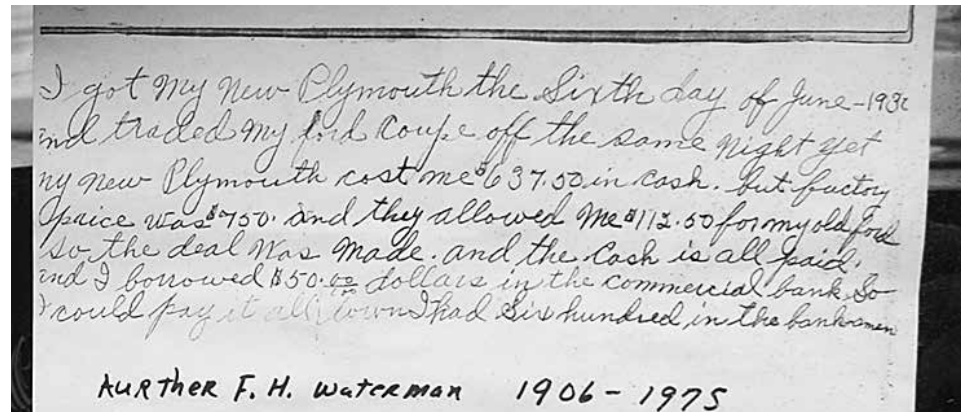 I got my new Plymouth the Sixth day of June-193
and traded my ford Coupe off the same night yet
my new Plymouth cost me $637.50 in Cash. but factory
price was $750. and they allowed me $112.50 for my old ford
so the deal was made. and the Cash is all paid.
and I borrowed $50.00 dollars in the commercial bank. So
I could pay it all down I had Six hundred in the bank
AURTHER F. H. WATERMAN 1906 - 1975